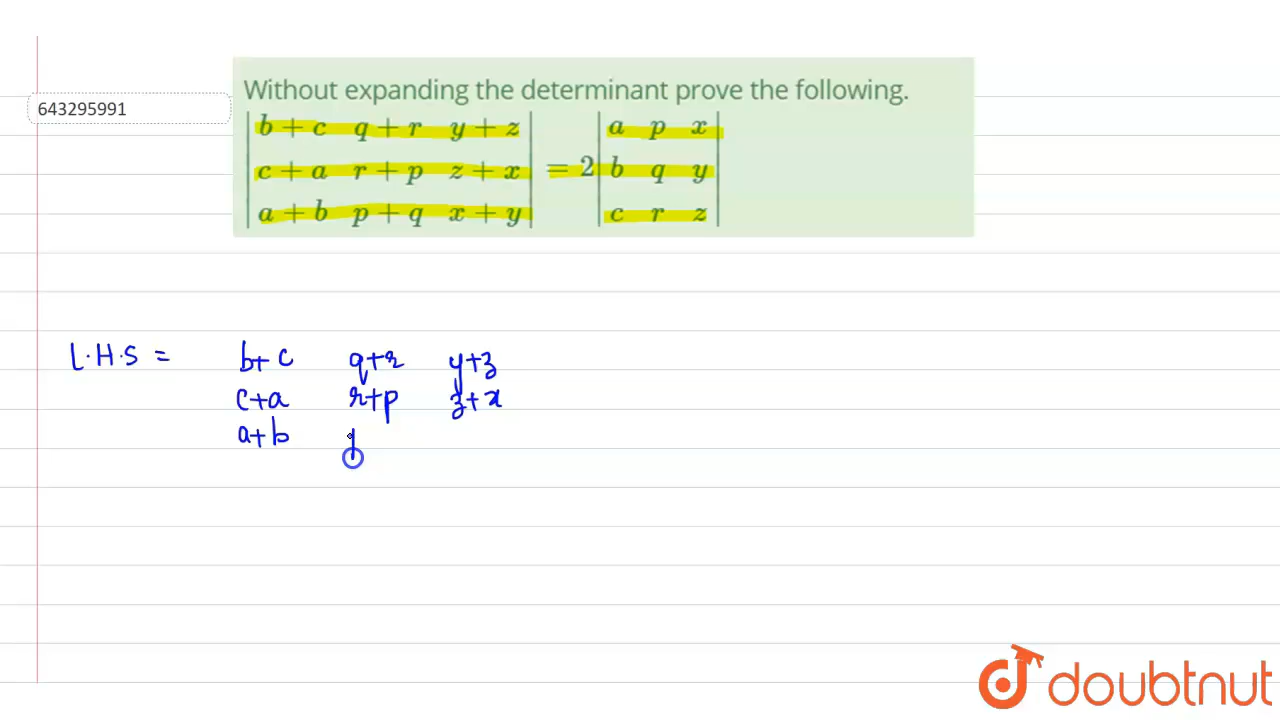 Without expanding the determinant prove the following.
643295991
| b + c q + r y + z | | a p x |
| c + a r + p z + x | = 2 | b q y |
| a + b p + q x + y | | c r z |
L.H.S = b+c q+r y+z
c+a r+p z+x
a+b
doubtnut